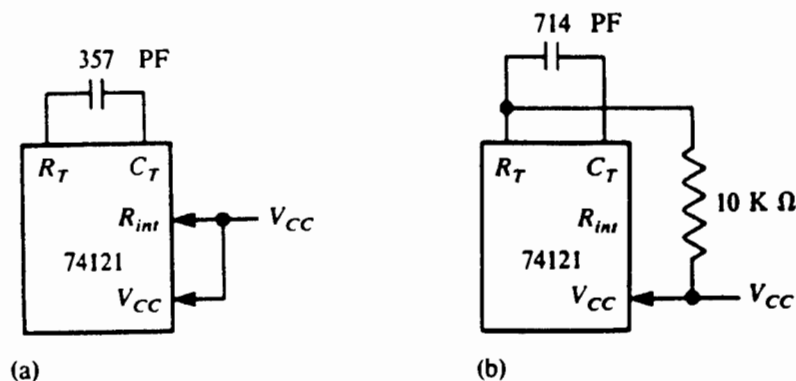 357 PF
R_T C_T
R_int
V_CC
74121
V_CC
(a)
714 PF
R_T C_T
10 K Ω
R_int
74121
V_CC
V_CC
(b)